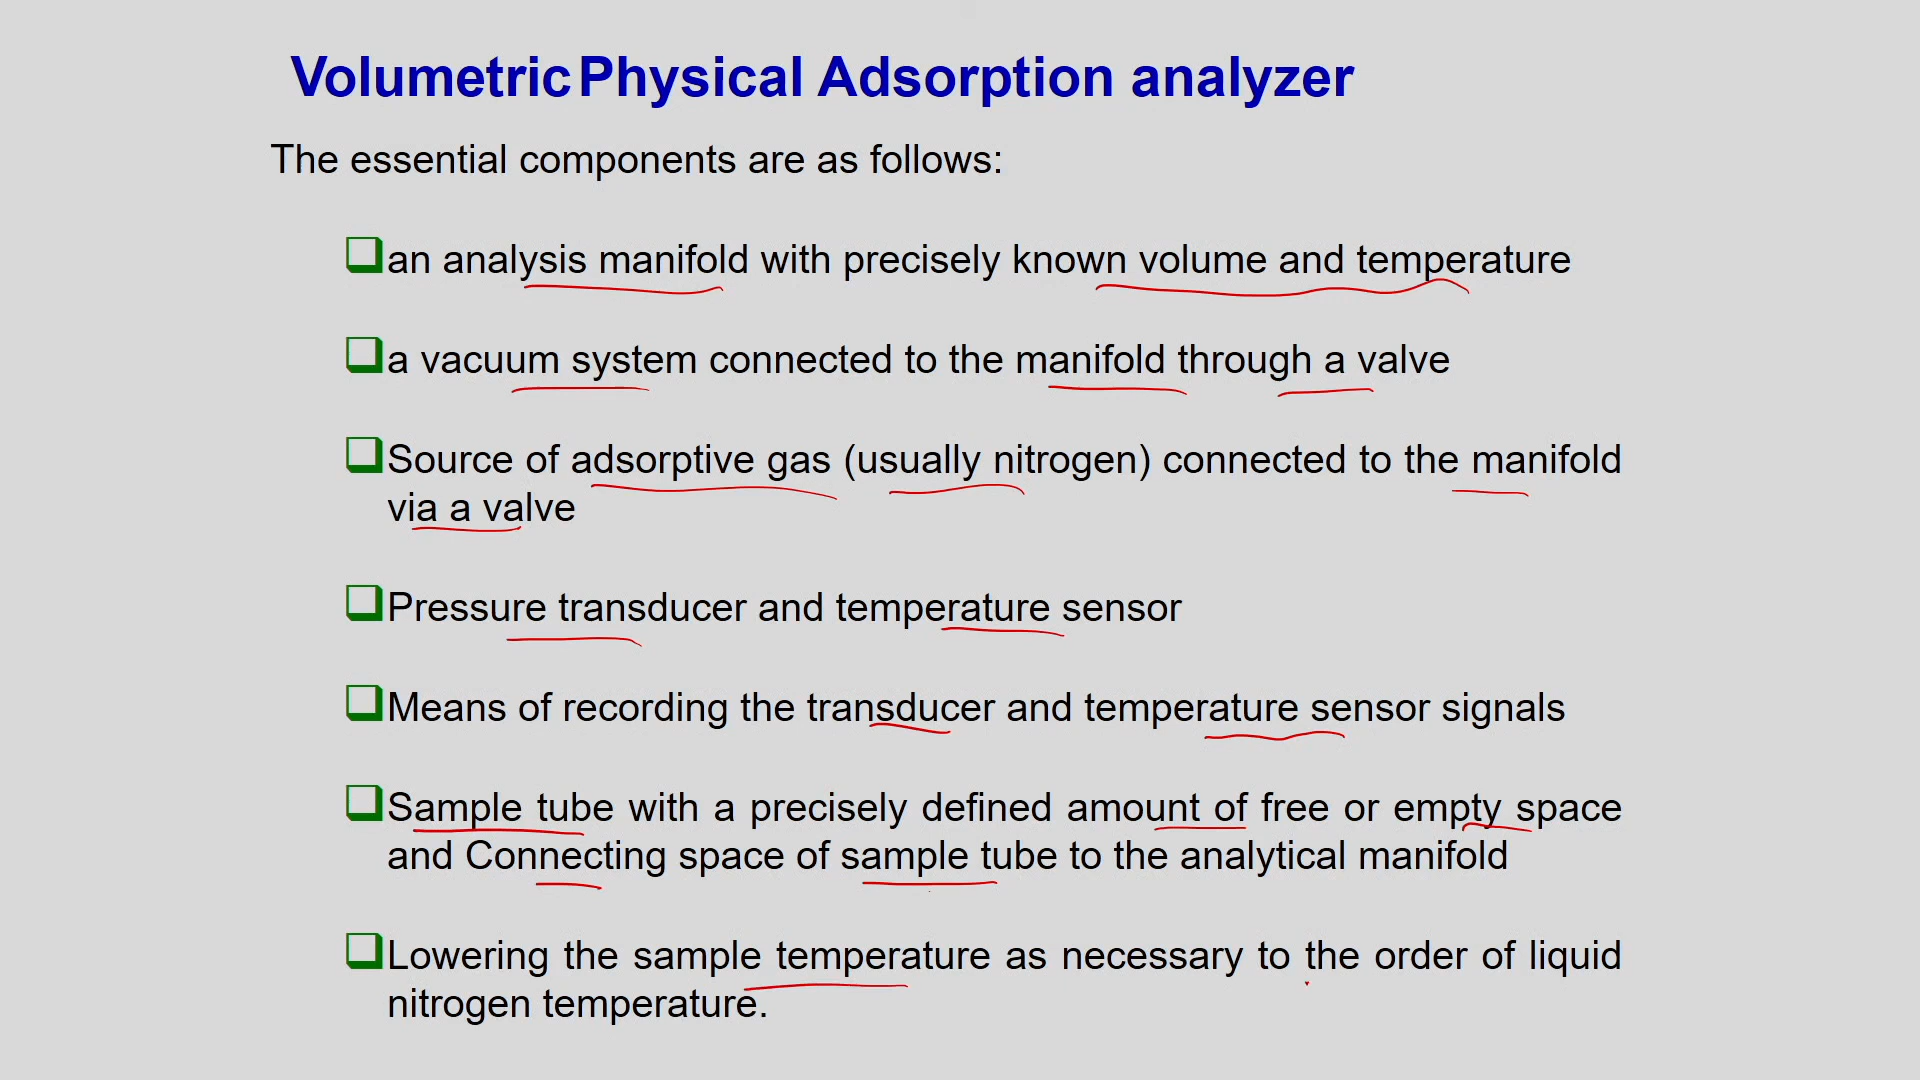 Volumetric Physical Adsorption analyzer
The essential components are as follows:
an analysis manifold with precisely known volume and temperature
a vacuum system connected to the manifold through a valve
Source of adsorptive gas (usually nitrogen) connected to the manifold
via a valve
Pressure transducer and temperature sensor
Means of recording the transducer and temperature sensor signals
Sample tube with a precisely defined amount of free or empty space
and Connecting space of sample tube to the analytical manifold
Lowering the sample temperature as necessary to the order of liquid
nitrogen temperature.